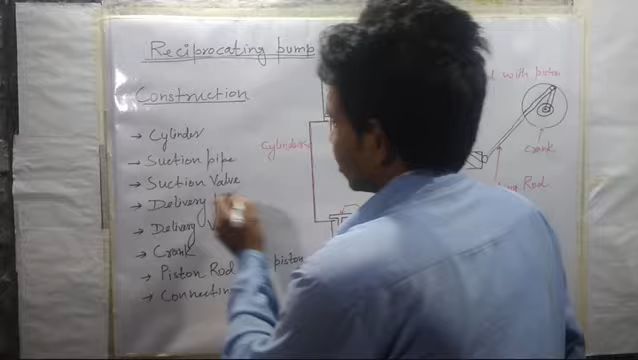 Reciprocating pump
Construction
→ Cylinder
→ Suction pipe
→ Suction Valve
→ Delivery
→ Delivery
→ Crank
→ Piston Rod piston
→ Connecting
Cylinder
with piston
Crank
Rod